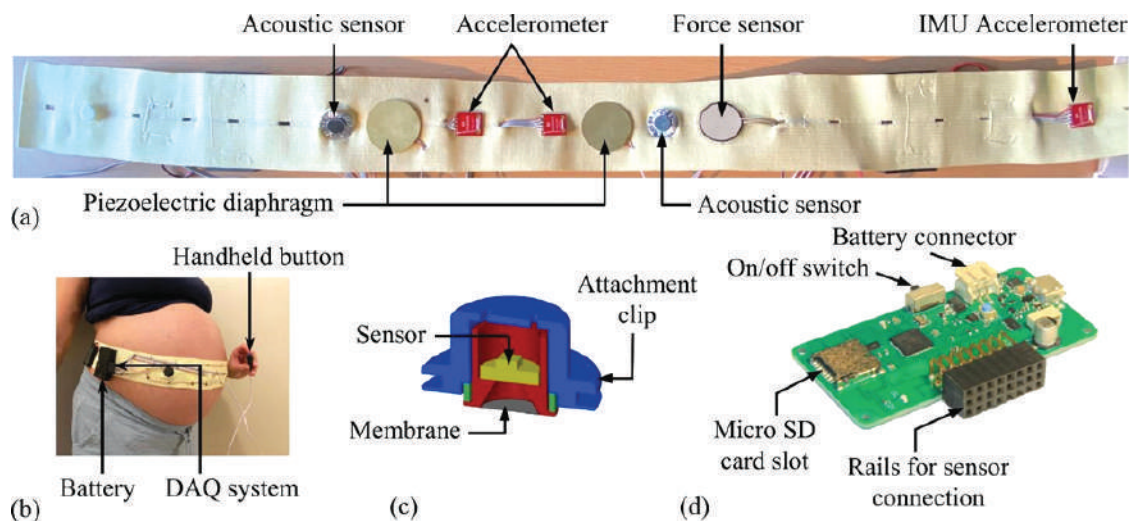 Acoustic sensor
Accelerometer
Force sensor
IMU Accelerometer
Piezoelectric diaphragm
Acoustic sensor
(a)
Handheld button
Battery
DAQ system
(b)
Sensor
Attachment
clip
Membrane
(c)
Battery connector
On/off switch
Micro SD
card slot
Rails for sensor
connection
(d)